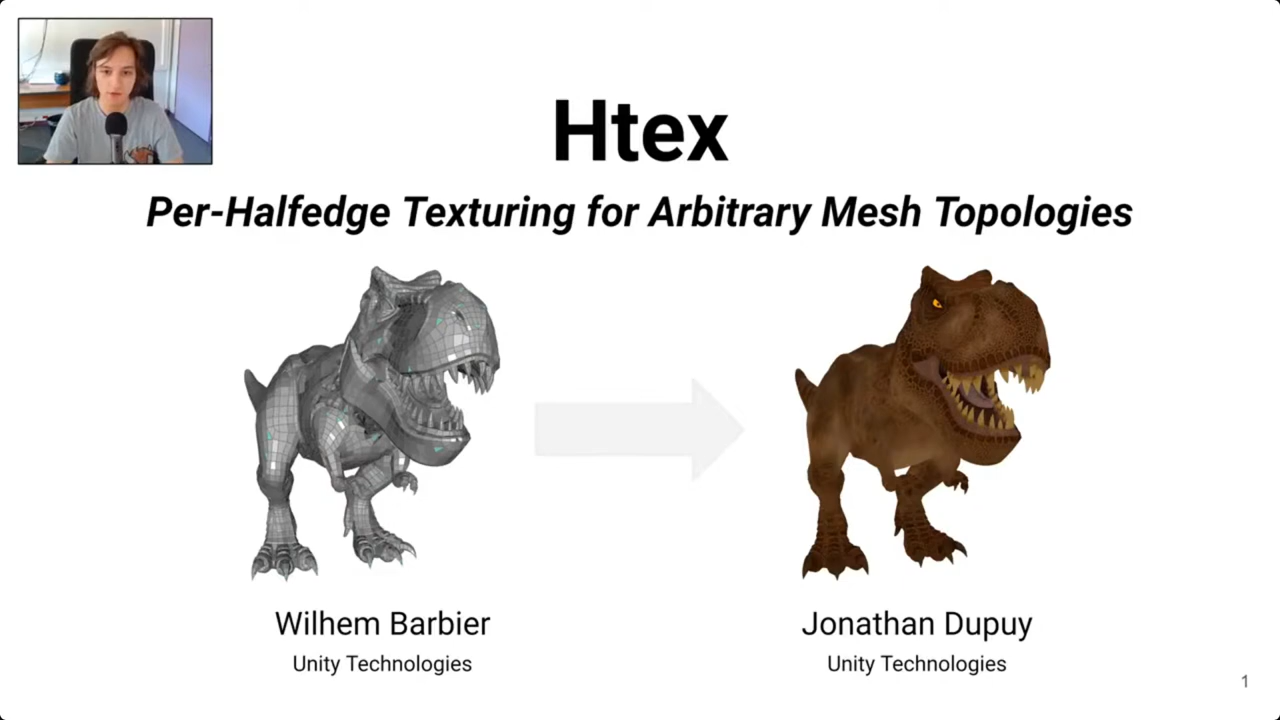 Htex
Per-Halfedge Texturing for Arbitrary Mesh Topologies
Wilhem Barbier
Jonathan Dupuy
Unity Technologies
Unity Technologies
1